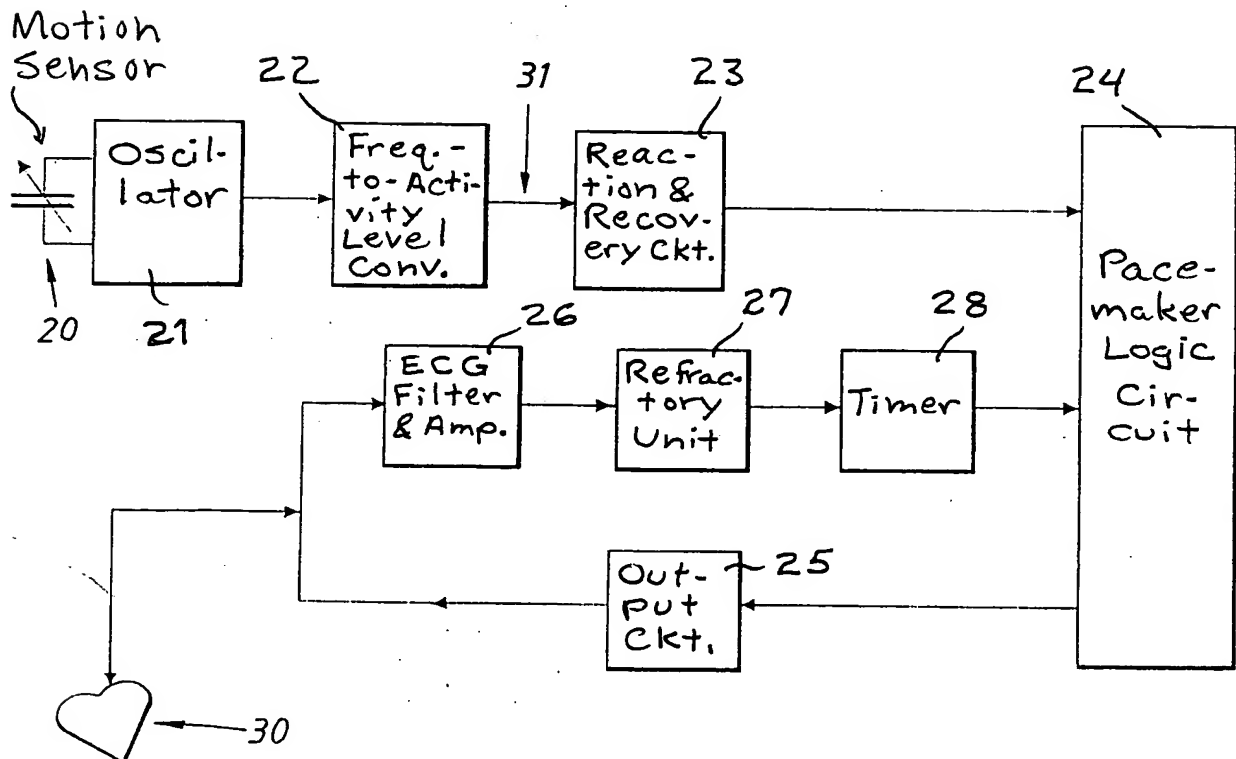 Motion
Sensor
22
31
23
24
Oscil-
lator
Freq.-
to-Acti-
vity
Level
Conv.
Reac-
tion &
Recov-
ery Ckt.
20
21
26
27
28
ECG
Filter
& Amp.
Refrac-
tory
Unit
Timer
Pace-
maker
Logic
Cir-
cuit
Out-
put
Ckt.
25
30